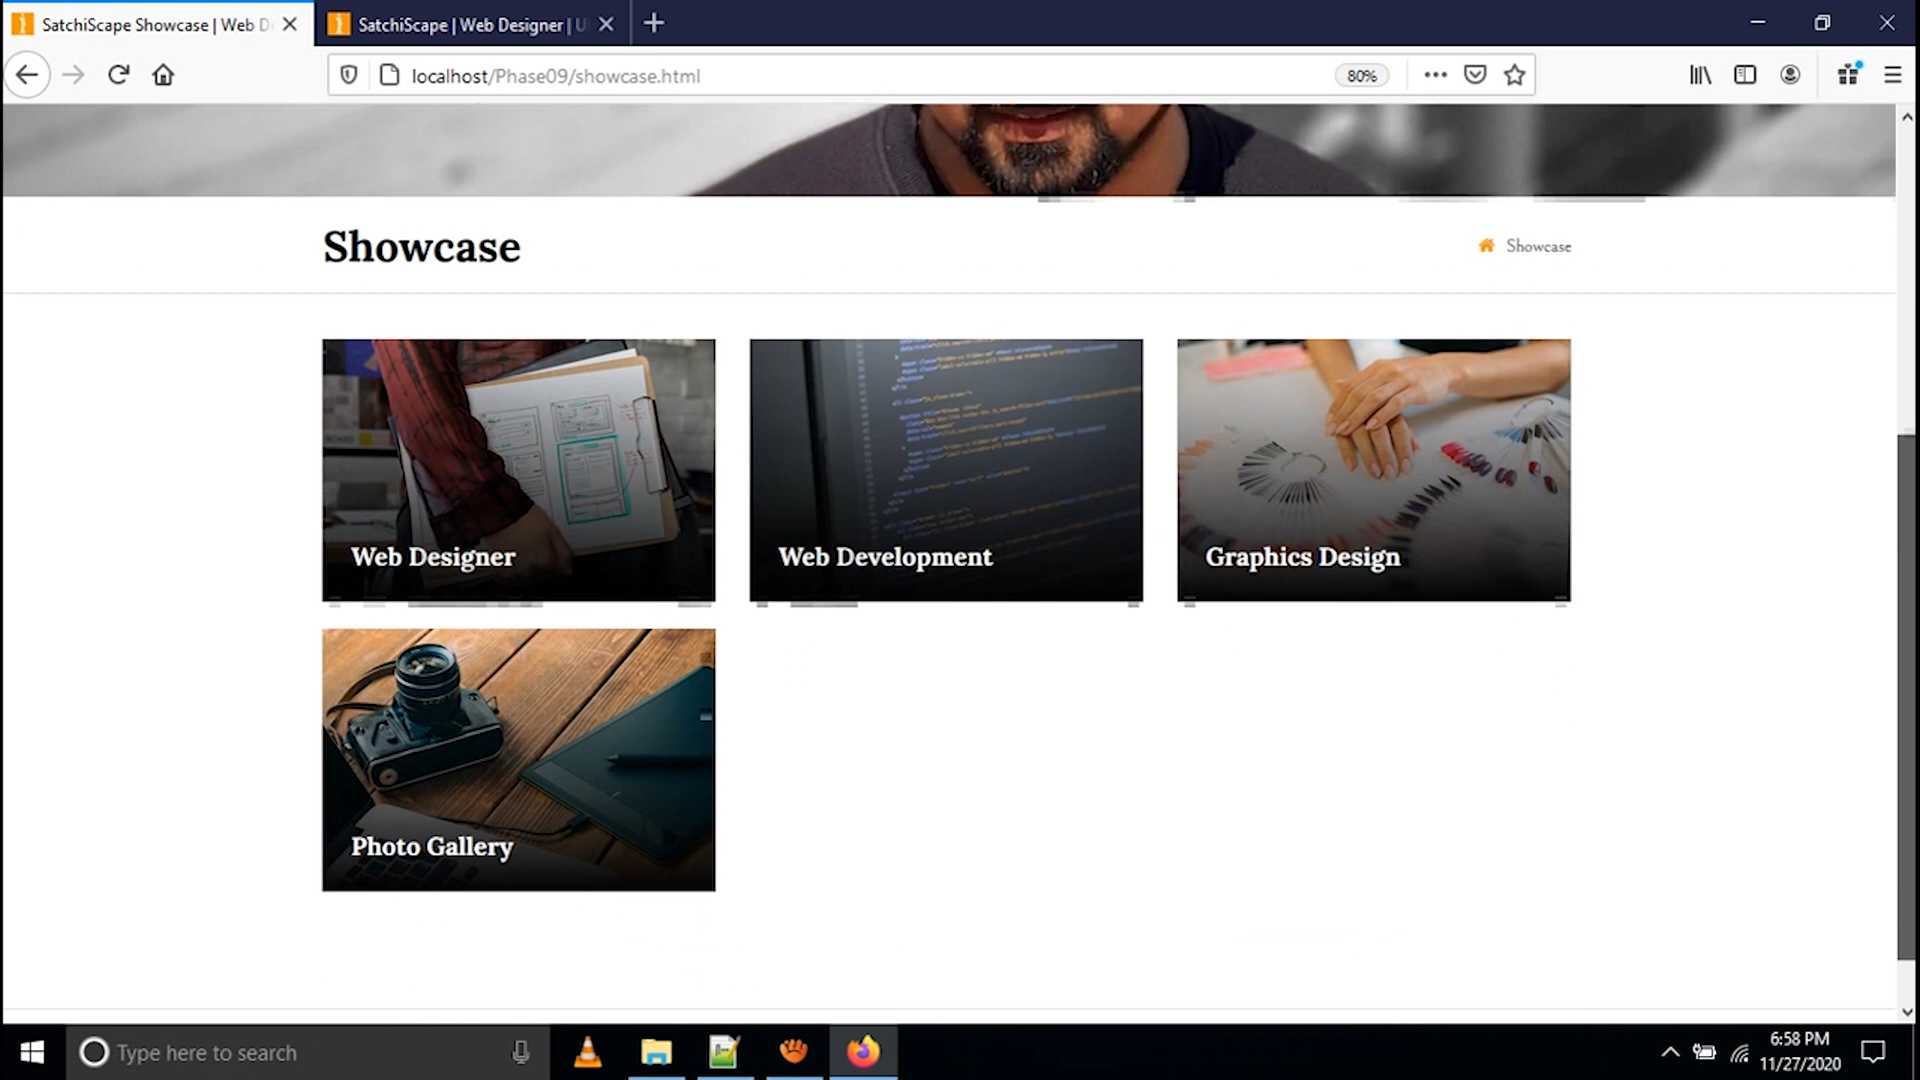 SatchiScape Showcase | Web D
SatchiScape | Web Designer | U
localhost/Phase09/showcase.html
80%
Showcase
Showcase
Web Designer
Web Development
Graphics Design
Photo Gallery
Type here to search
6:58 PM
11/27/2020